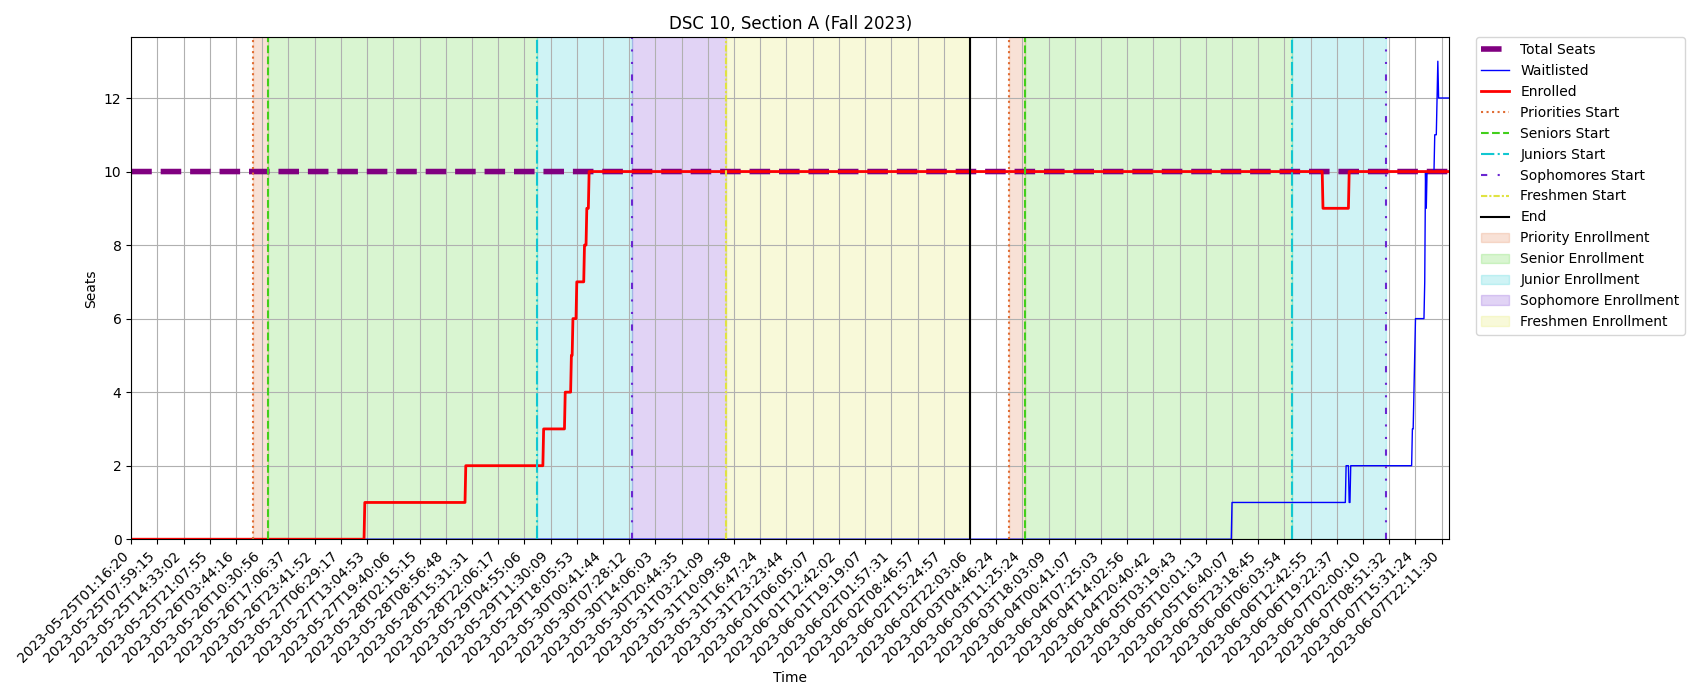 DSC 10, Section A (Fall 2023)
Total Seats
Waitlisted
Enrolled
Priorities Start
Seniors Start
Juniors Start
Sophomores Start
Freshmen Start
End
Priority Enrollment
Senior Enrollment
Junior Enrollment
Sophomore Enrollment
Freshmen Enrollment
Seats
12
10
8
6
4
2
0
2023-05-25T01:16:20
2023-05-25T07:59:15
2023-05-25T14:33:02
2023-05-25T21:07:55
2023-05-26T03:44:16
2023-05-26T10:30:56
2023-05-26T17:06:37
2023-05-26T23:41:52
2023-05-27T06:29:17
2023-05-27T13:04:53
2023-05-27T19:40:06
2023-05-28T02:15:15
2023-05-28T08:56:48
2023-05-28T15:31:31
2023-05-28T22:06:17
2023-05-29T04:55:06
2023-05-29T11:30:09
2023-05-29T18:05:53
2023-05-30T00:41:44
2023-05-30T07:28:12
2023-05-30T14:06:03
2023-05-30T20:44:35
2023-05-31T03:21:09
2023-05-31T10:09:58
2023-05-31T16:47:24
2023-05-31T23:23:44
2023-06-01T06:05:07
2023-06-01T12:42:02
2023-06-01T19:19:07
2023-06-02T01:57:31
2023-06-02T08:46:57
2023-06-02T15:24:57
2023-06-02T22:03:06
2023-06-03T04:46:24
2023-06-03T11:25:24
2023-06-03T18:03:09
2023-06-04T00:41:07
2023-06-04T07:25:03
2023-06-04T14:02:56
2023-06-04T20:40:42
2023-06-05T03:19:43
2023-06-05T10:01:13
2023-06-05T16:40:07
2023-06-05T23:18:45
2023-06-06T06:03:54
2023-06-06T12:42:55
2023-06-06T19:22:37
2023-06-07T02:00:10
2023-06-07T08:51:32
2023-06-07T15:31:24
2023-06-07T22:11:30
Time